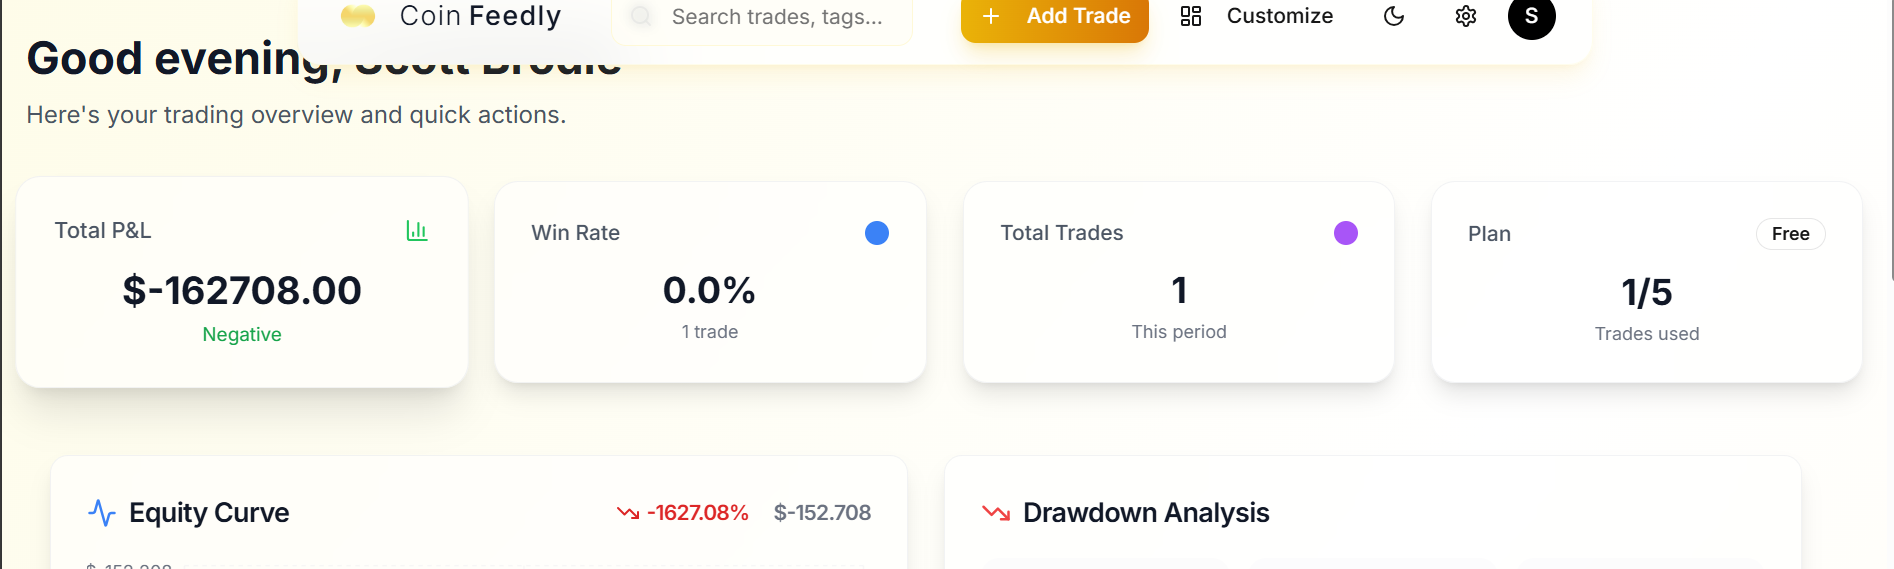 Coin Feedly
Search trades, tags...
+ Add Trade
Customize
S
Good evening, Scott Brodie
Here's your trading overview and quick actions.
Total P&L
$-162708.00
Negative
Win Rate
0.0%
1 trade
Total Trades
1
This period
Plan
Free
1/5
Trades used
Equity Curve
-1627.08%
$-152.708
Drawdown Analysis